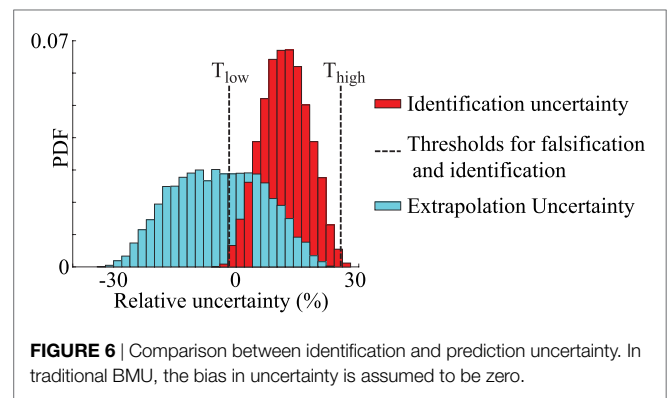 0.07
T_low
T_high
PDF
0
-30
0
30
Relative uncertainty (%)
Identification uncertainty
Thresholds for falsification
and identification
Extrapolation Uncertainty
FIGURE 6 | Comparison between identification and prediction uncertainty. In
traditional BMU, the bias in uncertainty is assumed to be zero.